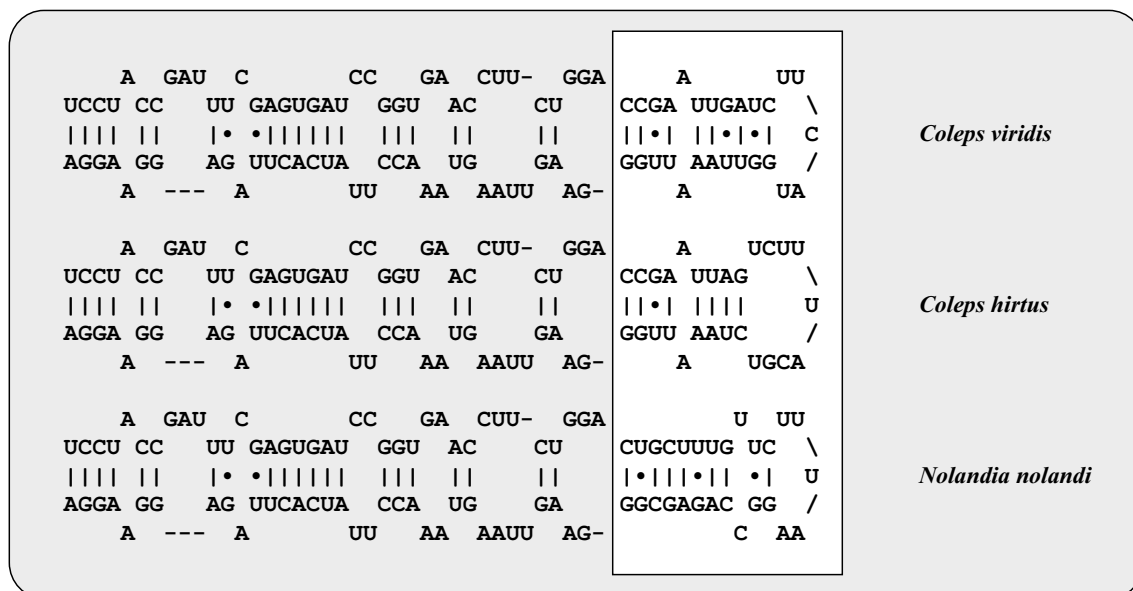 A GAU C CC GA CUU- GGA A UU
UCCU CC UU GAGUGAU GGU AC CU CCGA UUGAUC \
|||| || |• •|||||| ||| || || ||•| ||•|•| C Coleps viridis
AGGA GG AG UUCACUA CCA UG GA GGUU AAUUGG /
A --- A UU AA AAUU AG- A UA
A GAU C CC GA CUU- GGA A UCUU
UCCU CC UU GAGUGAU GGU AC CU CCGA UUAG \
|||| || |• •|||||| ||| || || ||•| |||| U Coleps hirtus
AGGA GG AG UUCACUA CCA UG GA GGUU AAUC /
A --- A UU AA AAUU AG- A UGCA
A GAU C CC GA CUU- GGA U UU
UCCU CC UU GAGUGAU GGU AC CU CUGCUUUG UC \
|||| || |• •|||||| ||| || || |•|||•|| •| U Nolandia nolandi
AGGA GG AG UUCACUA CCA UG GA GGCGAGAC GG /
A --- A UU AA AAUU AG- C AA